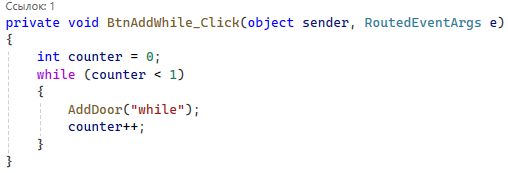 Ссылок: 1
private void BtnAddWhile_Click(object sender, RoutedEventArgs e)
{
    int counter = 0;
    while (counter < 1)
    {
        AddDoor("while");
        counter++;
    }
}